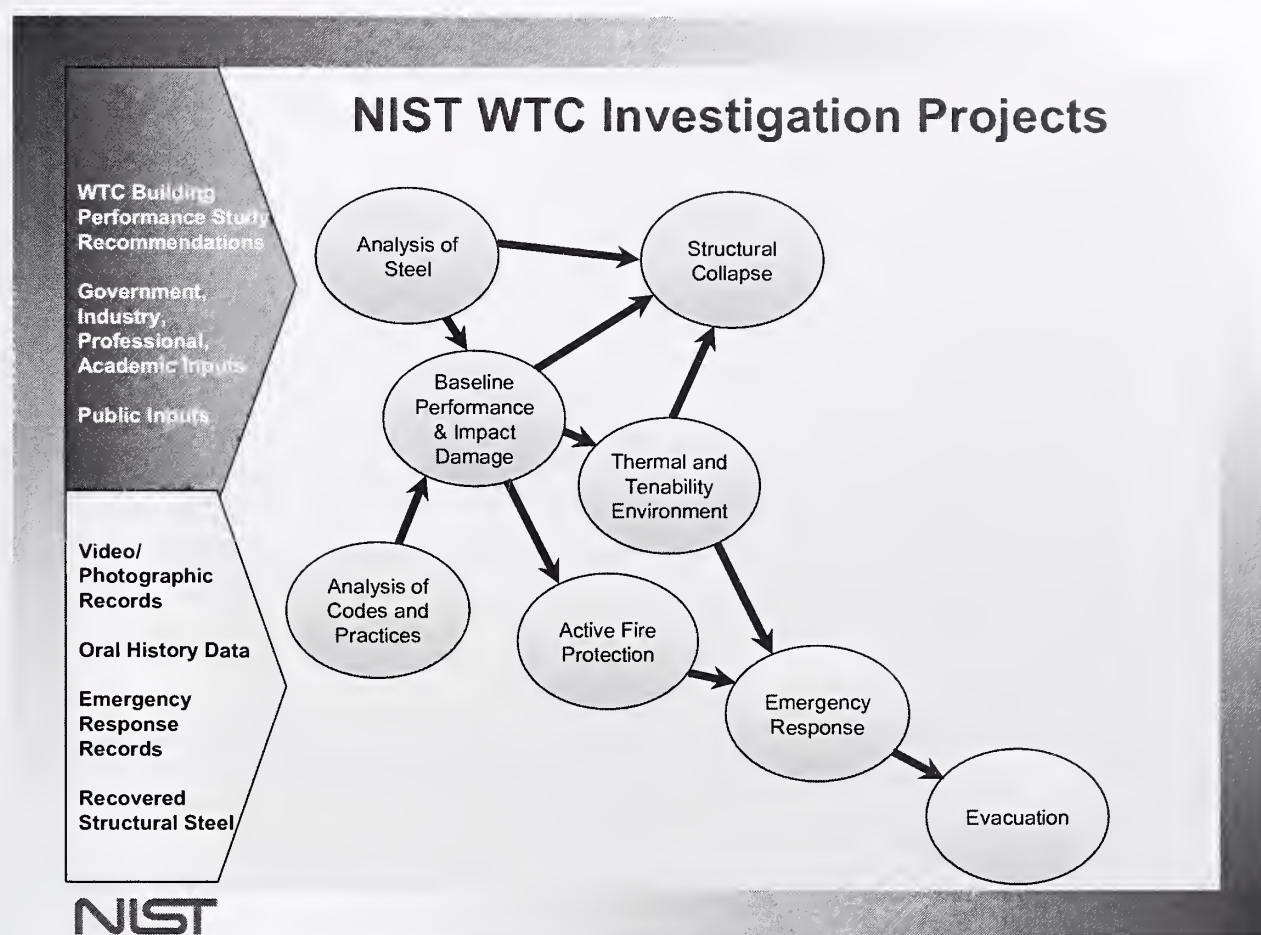 NIST WTC Investigation Projects
WTC Building
Performance Study
Recommendations
Government,
Industry,
Professional,
Academic Inputs
Public Inputs
Video/
Photographic
Records
Oral History Data
Emergency
Response
Records
Recovered
Structural Steel
Analysis of
Steel
Structural
Collapse
Baseline
Performance
& Impact
Damage
Thermal and
Tenability
Environment
Analysis of
Codes and
Practices
Active Fire
Protection
Emergency
Response
Evacuation
NIST